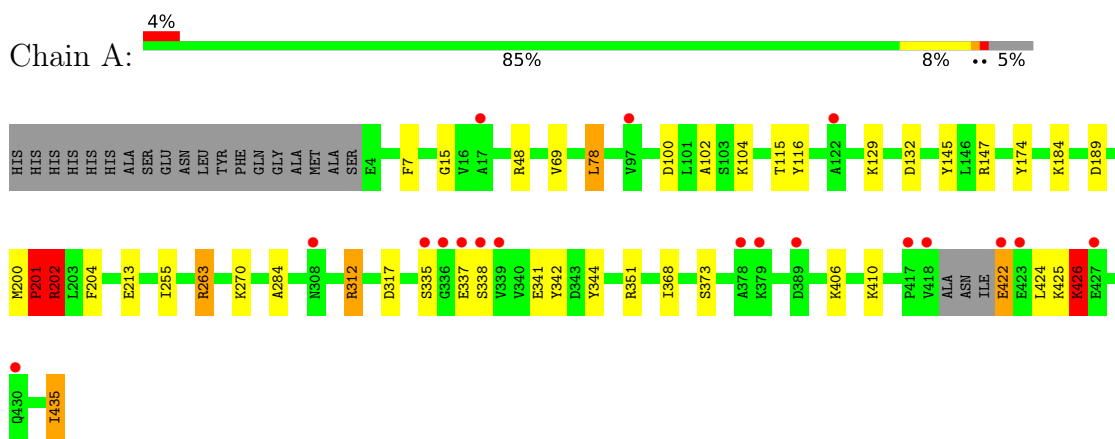 4%
Chain A:
85% 8% •• 5%
HIS HIS HIS HIS HIS HIS ALA SER GLU ASN LEU TYR PHE GLN GLY ALA MET ALA SER E4 F7 G15 V16 A17 R48 V69 L78 V97 D100 L101 A102 S103 K104 T115 Y116 A122 K129 D132 Y145 L146 R147 Y174 K184 D189
M200 P201 R202 L203 F204 E213 I255 R263 K270 A284 N308 R312 D317 S335 G336 E337 S338 V339 V340 E341 Y342 D343 Y344 R351 I368 S373 A378 K379 D389 K406 K410 P417 V418 ALA ASN ILE E422 E423 L424 K425 K426 E427
Q430 I435